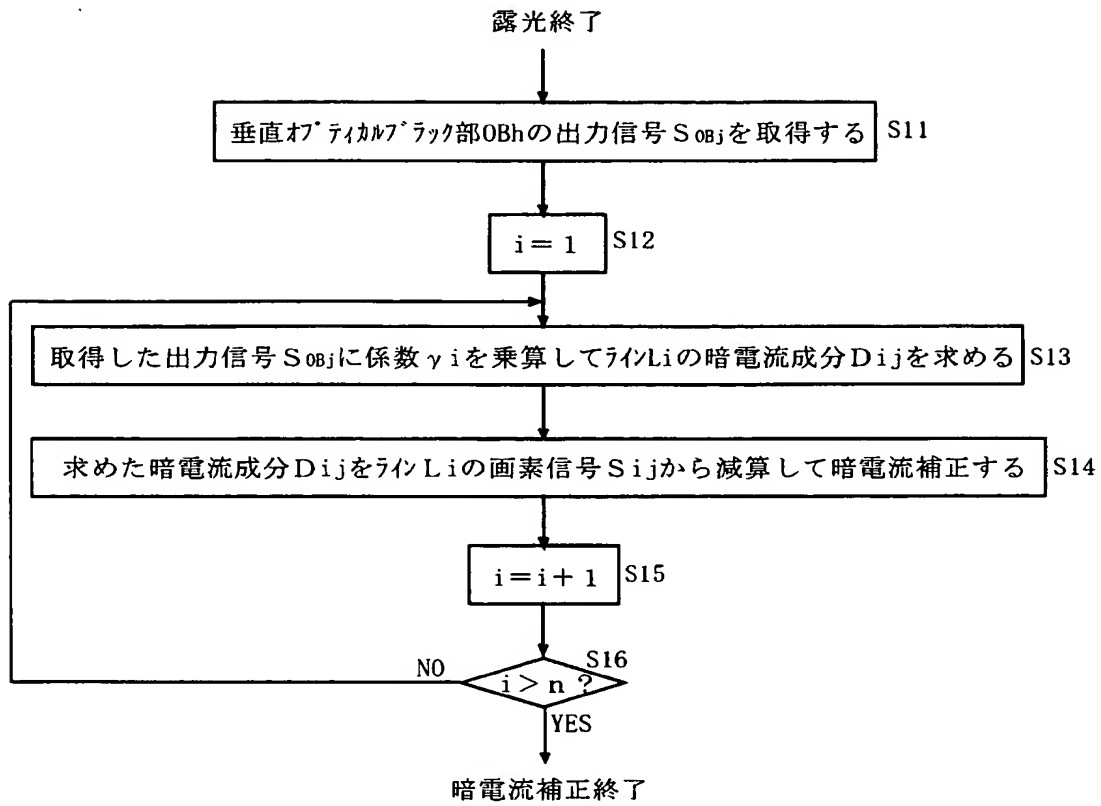 露光終了
垂直ｵﾌﾟﾃｨｶﾙﾌﾞﾗｯｸ部OBhの出力信号SOBjを取得する
S11
i＝1
S12
取得した出力信号SOBjに係数γiを乗算してﾗｲﾝLiの暗電流成分Dijを求める
S13
求めた暗電流成分DijをﾗｲﾝLiの画素信号Sijから減算して暗電流補正する
S14
i＝i＋1
S15
S16
NO
i＞n？
YES
暗電流補正終了